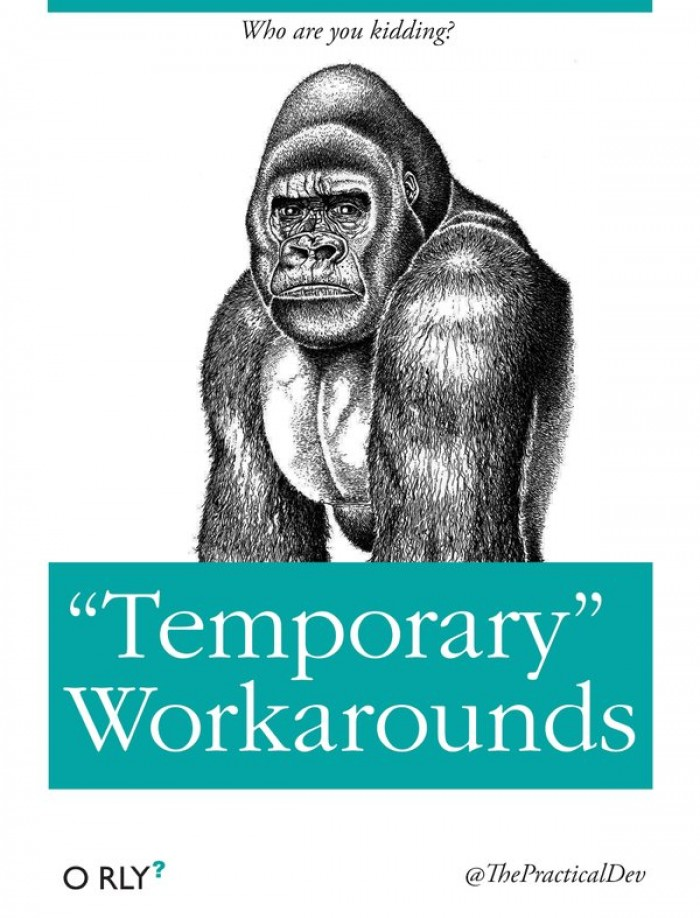 Who are you kidding?
“Temporary”
Workarounds
O RLY?
@ThePracticalDev